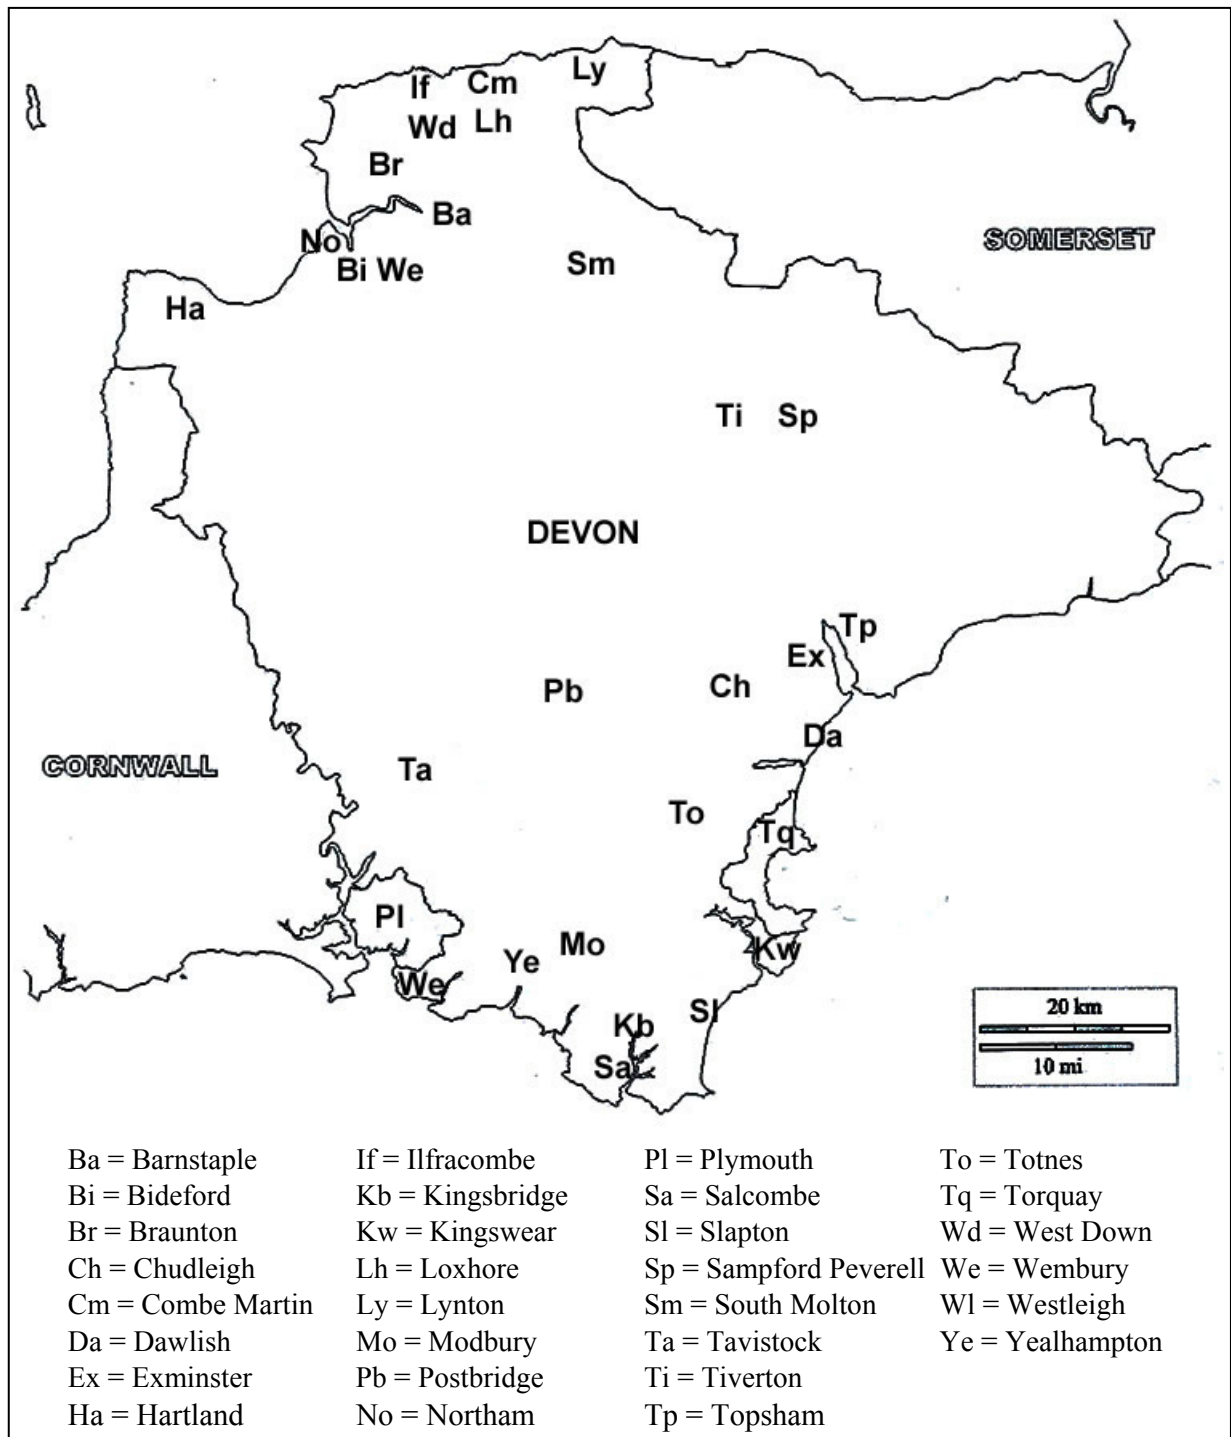 If Cm Ly
Wd Lh
Br
Ba
No
Bi We Sm
SOMERSET
Ha
Ti Sp
DEVON
Tp
Ex
Pb Ch
Da
CORNWALL
Ta
To
Tq
Pl
Mo Kw
Ye
We
Sl
Kb
Sa
20 km
10 mi
Ba = Barnstaple If = Ilfracombe Pl = Plymouth To = Totnes
Bi = Bideford Kb = Kingsbridge Sa = Salcombe Tq = Torquay
Br = Braunton Kw = Kingswear Sl = Slapton Wd = West Down
Ch = Chudleigh Lh = Loxhore Sp = Sampford Peverell We = Wembury
Cm = Combe Martin Ly = Lynton Sm = South Molton Wl = Westleigh
Da = Dawlish Mo = Modbury Ta = Tavistock Ye = Yealhampton
Ex = Exminster Pb = Postbridge Ti = Tiverton
Ha = Hartland No = Northam Tp = Topsham